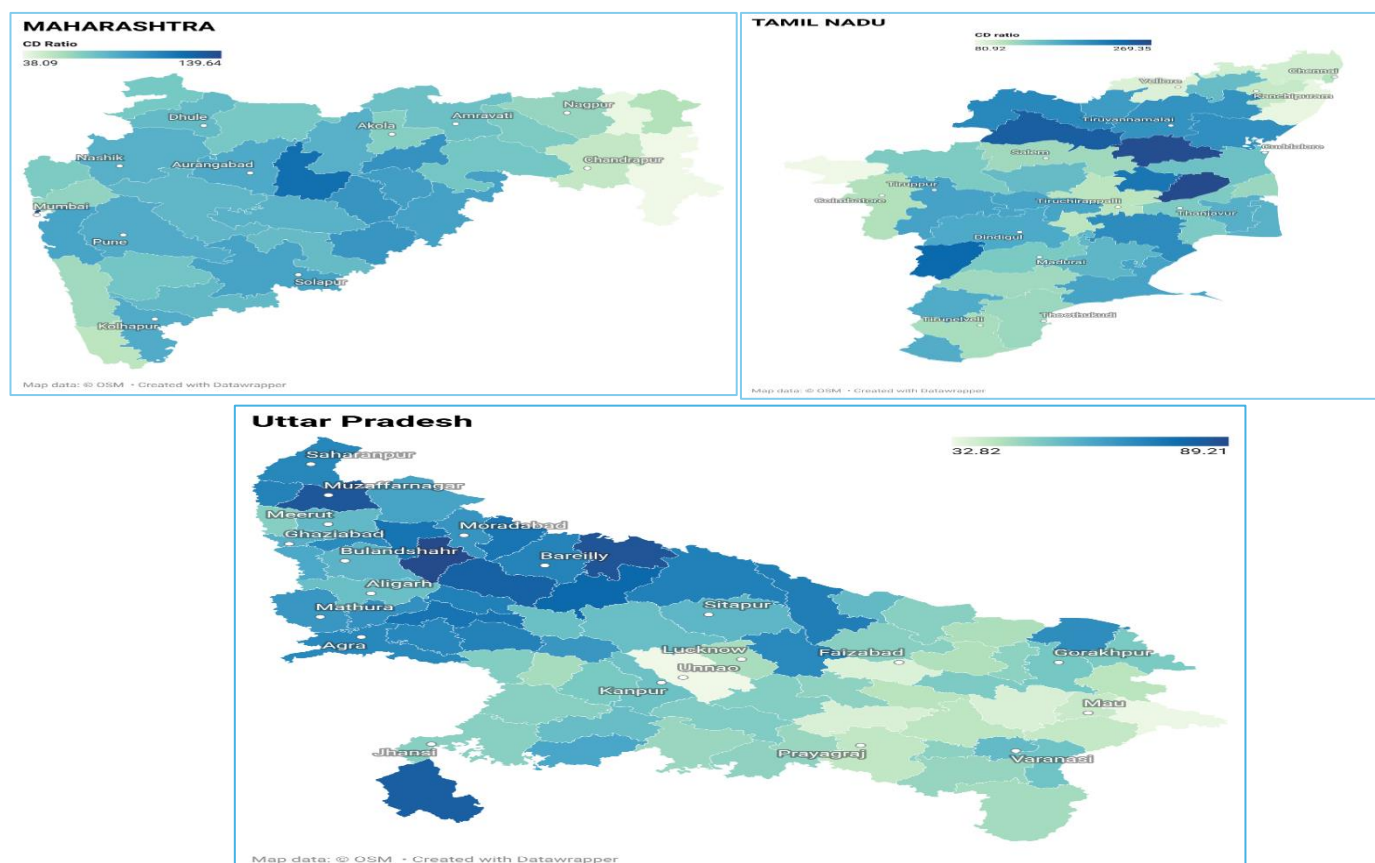 MAHARASHTRA
CD Ratio
38.09 139.64
Dhule
Nagpur
Akola
Amravati
Nashik
Aurangabad
Chandrapur
Mumbai
Pune
Solapur
Kolhapur
Map data: © OSM • Created with Datawrapper
TAMIL NADU
CD ratio
80.92 269.35
Chennai
Vellore
Kanchipuram
Tiruvannamalai
Cuddalore
Salem
Tiruppur
Coimbatore
Tiruchirappalli
Thanjavur
Dindigul
Madurai
Tirunelveli
Thoothukudi
Map data: © OSM • Created with Datawrapper
Uttar Pradesh
32.82 89.21
Saharanpur
Muzaffarnagar
Meerut
Moradabad
Ghaziabad
Bulandshahr
Bareilly
Aligarh
Mathura
Sitapur
Agra
Lucknow
Faizabad
Gorakhpur
Unnao
Kanpur
Mau
Jhansi
Prayagraj
Varanasi
Map data: © OSM • Created with Datawrapper